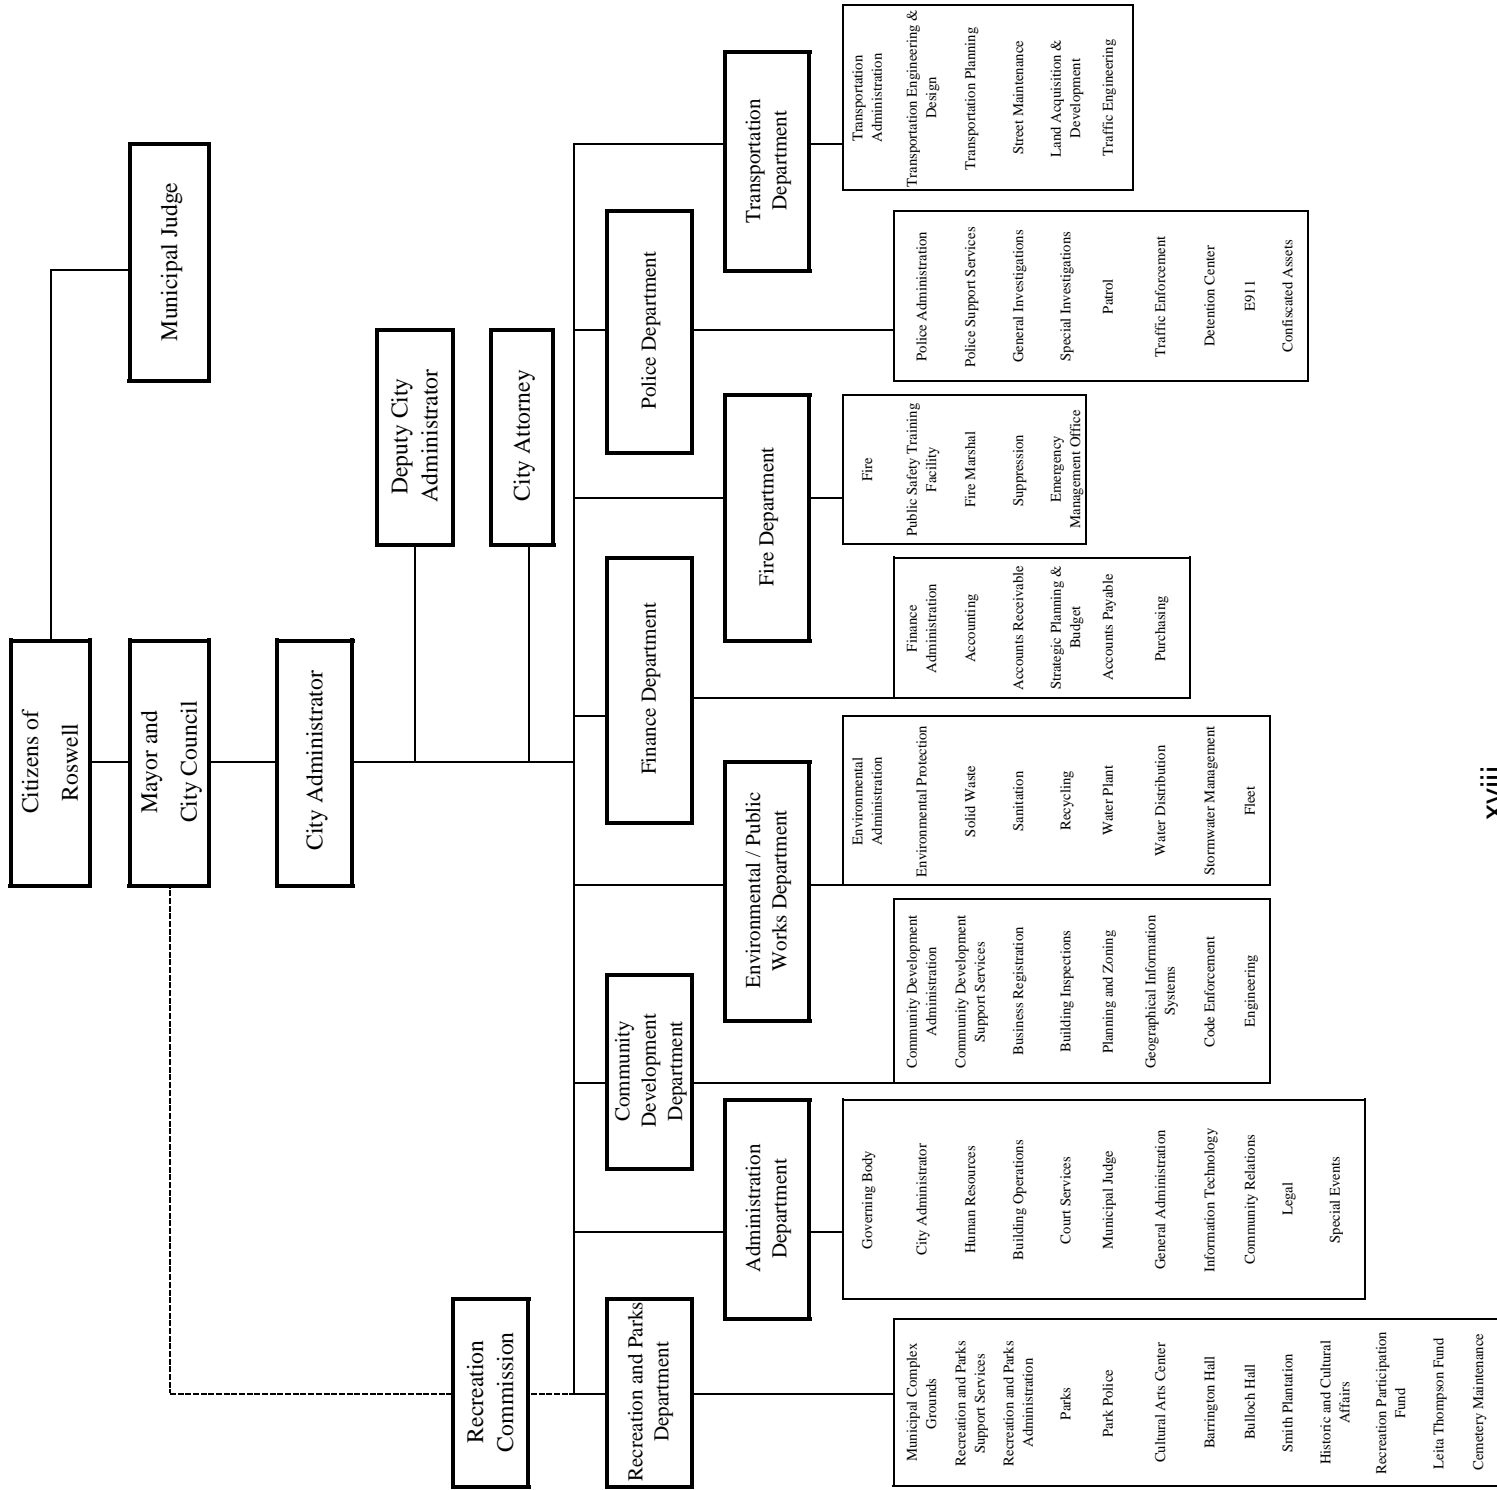 Citizens of
Roswell
Municipal Judge
Mayor and
City Council
City Administrator
Deputy City
Administrator
Recreation
Commission
City Attorney
Recreation and Parks
Department
Community
Development
Department
Finance Department
Police Department
Administration
Department
Environmental / Public
Works Department
Fire Department
Transportation
Department
Municipal Complex
Grounds
Recreation and Parks
Support Services
Recreation and Parks
Administration
Parks
Park Police
Cultural Arts Center
Barrington Hall
Bulloch Hall
Smith Plantation
Historic and Cultural
Affairs
Recreation Participation
Fund
Leita Thompson Fund
Cemetery Maintenance
Governing Body
City Administrator
Human Resources
Building Operations
Court Services
Municipal Judge
General Administration
Information Technology
Community Relations
Legal
Special Events
Community Development
Administration
Community Development
Support Services
Business Registration
Building Inspections
Planning and Zoning
Geographical Information
Systems
Code Enforcement
Engineering
Environmental
Administration
Environmental Protection
Solid Waste
Sanitation
Recycling
Water Plant
Water Distribution
Stormwater Management
Fleet
Finance
Administration
Accounting
Accounts Receivable
Strategic Planning &
Budget
Accounts Payable
Purchasing
Fire
Public Safety Training
Facility
Fire Marshal
Suppression
Emergency
Management Office
Police Administration
Police Support Services
General Investigations
Special Investigations
Patrol
Traffic Enforcement
Detention Center
E911
Confiscated Assets
Transportation
Administration
Transportation Engineering &
Design
Transportation Planning
Street Maintenance
Land Acquisition &
Development
Traffic Engineering
xviii